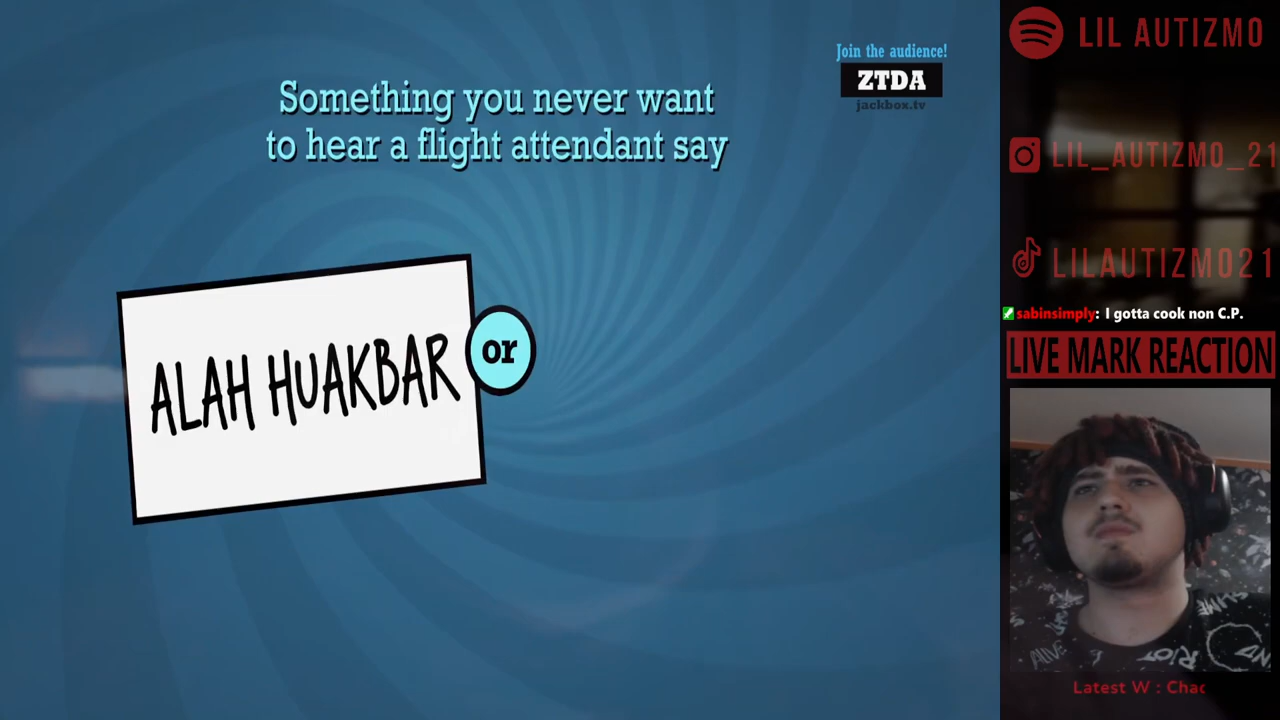 Join the audience!
ZTDA
jackbox.tv
Something you never want
to hear a flight attendant say
ALAH HUAKBAR
or
LIL AUTIZMO
LIL_AUTIZMO_21
LILAUTIZMO21
sabinsimply: I gotta cook non C.P.
LIVE MARK REACTION
Latest W : Chac